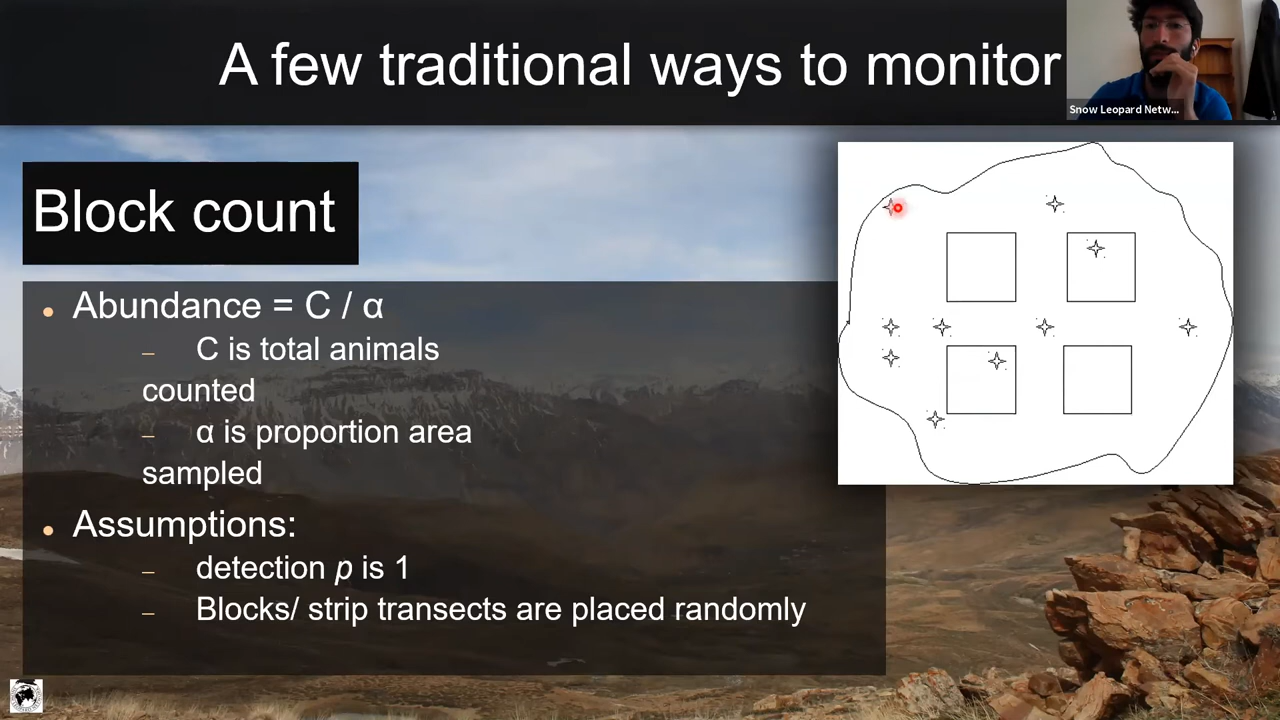 A few traditional ways to monitor
Snow Leopard Netw...
Block count
Abundance = C / α
– C is total animals
counted
– α is proportion area
sampled
Assumptions:
– detection p is 1
– Blocks/ strip transects are placed randomly